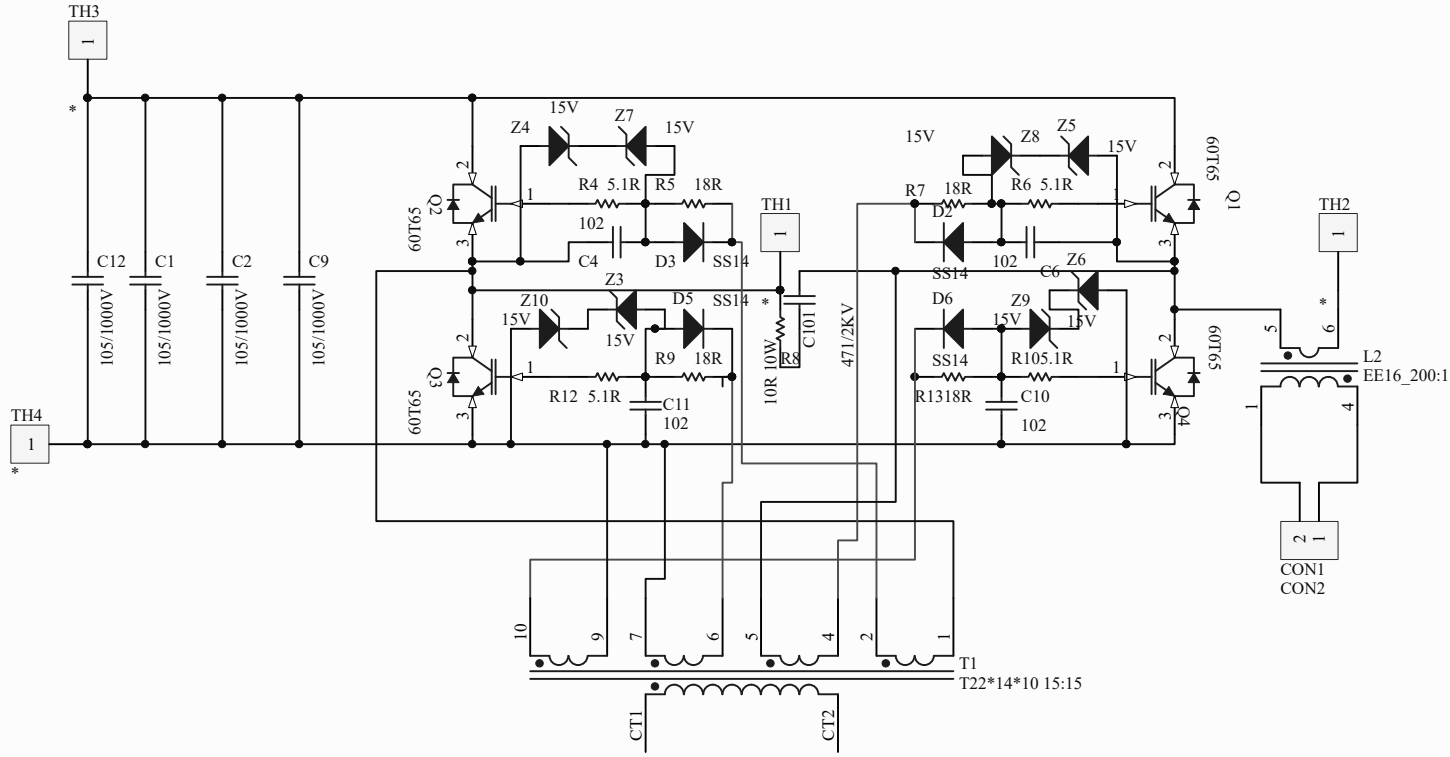 TH3
1
*
15V
Z4
Z7
15V
2
Q2
60T65
3
1
R4 5.1R
R5
18R
102
C4
D3
SS14
TH1
1
*
15V
Z8
Z5
15V
R7
18R
R6
5.1R
D2
SS14
102
C6
1
2
3
60T65
Q1
TH2
1
*
C12
105/1000V
C1
105/1000V
C2
105/1000V
C9
105/1000V
Z10
15V
Z3
15V
D5
SS14
R9
18R
2
Q3
60T65
3
1
R12
5.1R
C11
102
10R 10W
R8
C101
471/2KV
D6
SS14
Z9
15V
Z6
15V
R10 5.1R
R13 18R
C10
102
1
2
3
60T65
Q4
5
6
L2
EE16_200:1
1
4
TH4
1
*
2
1
CON1
CON2
10
9
7
6
5
4
2
1
T1
T22*14*10 15:15
CT1
CT2